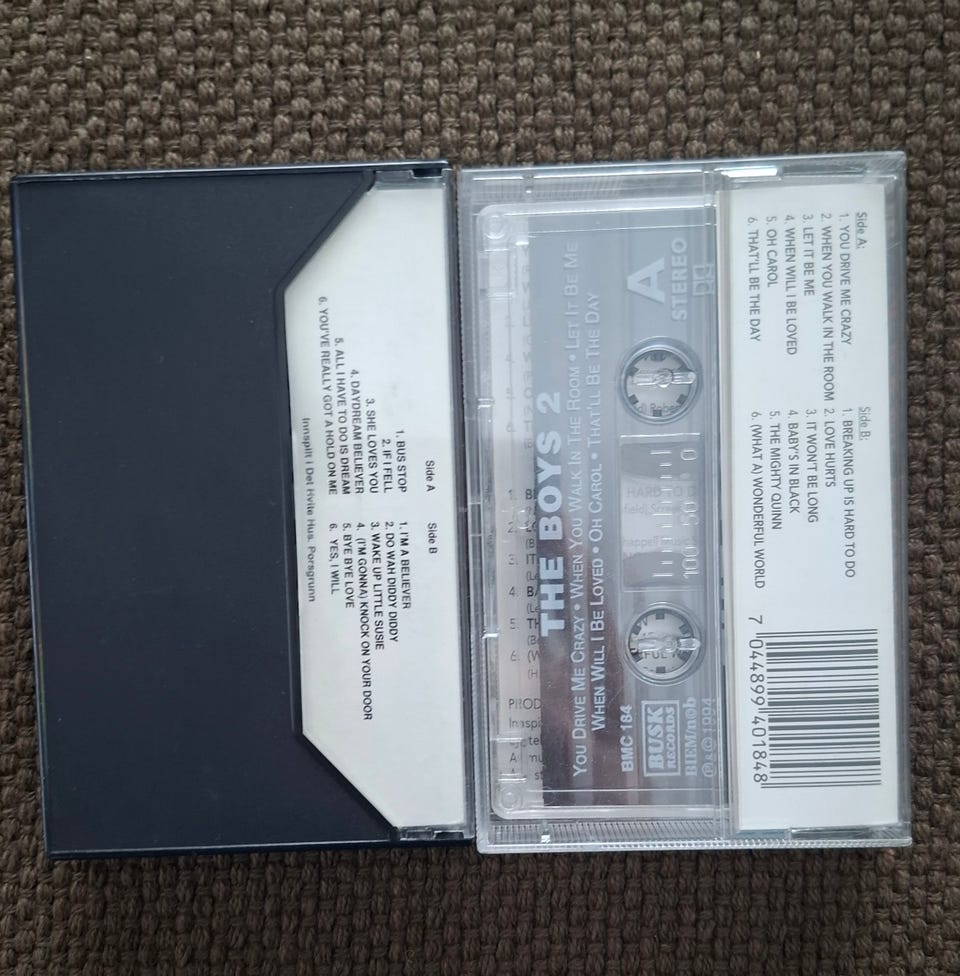 Side A:
1. YOU DRIVE ME CRAZY
2. WHEN YOU WALK IN THE ROOM
3. LET IT BE ME
4. WHEN WILL I BE LOVED
5. OH CAROL
6. THAT'LL BE THE DAY
Side B:
1. BREAKING UP IS HARD TO DO
2. LOVE HURTS
3. IT WON'T BE LONG
4. BABY'S IN BLACK
5. THE MIGHTY QUINN
6. (WHAT A) WONDERFUL WORLD
7 044899 401848
A
STEREO
0 50 100
THE BOYS 2
YOU DRIVE ME CRAZY • WHEN YOU WALK IN THE ROOM • LET IT BE ME
WHEN WILL I BE LOVED • OH CAROL • THAT'LL BE THE DAY
BMC 184
BUSK
RECORDS
BIEM/ncb
℗ & © 1994
HARD TO
Side A
1. BUS STOP
2. IF I FELL
3. SHE LOVES YOU
4. DAYDREAM BELIEVER
5. ALL I HAVE TO DO IS DREAM
6. YOU'VE REALLY GOT A HOLD ON ME
Side B
1. I'M A BELIEVER
2. DO WAH DIDDY DIDDY
3. WAKE UP LITTLE SUSIE
4. (I'M GONNA) KNOCK ON YOUR DOOR
5. BYE BYE LOVE
6. YES, I WILL
Innspilt i Det Hvite Hus. Porsgrunn